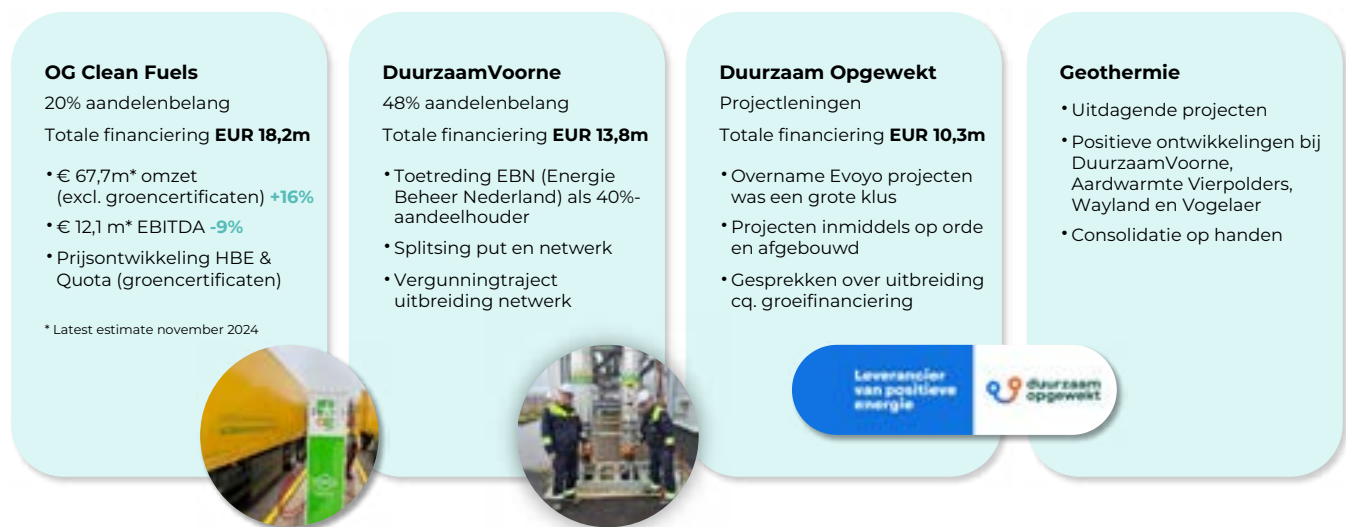 OG Clean Fuels
20% aandelenbelang
Totale financiering EUR 18,2m
• € 67,7m* omzet
(excl. groencertificaten) +16%
• € 12,1 m* EBITDA -9%
• Prijsontwikkeling HBE &
Quota (groencertificaten)
* Latest estimate november 2024
DuurzaamVoorne
48% aandelenbelang
Totale financiering EUR 13,8m
• Toetreding EBN (Energie
Beheer Nederland) als 40%-
aandeelhouder
• Splitsing put en netwerk
• Vergunningtraject
uitbreiding netwerk
Duurzaam Opgewekt
Projectleningen
Totale financiering EUR 10,3m
• Overname Evoyo projecten
was een grote klus
• Projecten inmiddels op orde
en afgebouwd
• Gesprekken over uitbreiding
cq. groeifinanciering
Leverancier
van positieve
energie
duurzaam
opgewekt
Geothermie
• Uitdagende projecten
• Positieve ontwikkelingen bij
DuurzaamVoorne,
Aardwarmte Vierpolders,
Wayland en Vogelaer
• Consolidatie op handen